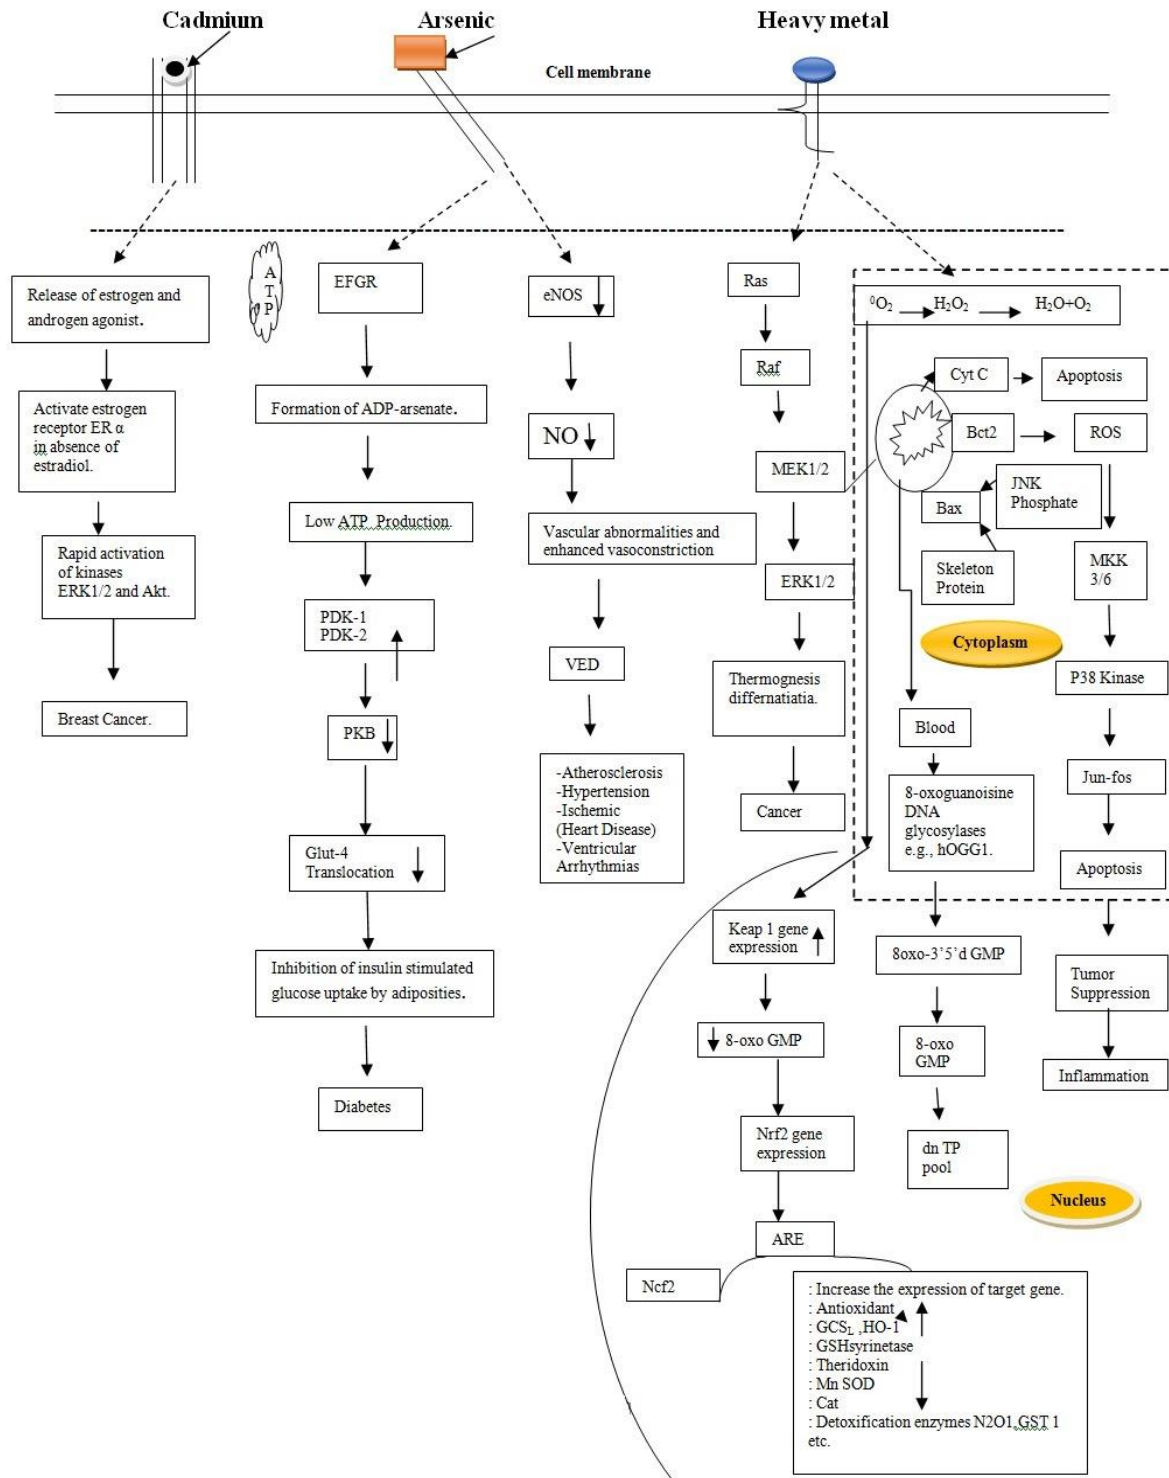 Cadmium
Arsenic
Heavy metal
Cell membrane
Release of estrogen and
androgen agonist.
Activate estrogen
receptor ER α
in absence of
estradiol.
Rapid activation
of kinases
ERK1/2 and Akt.
Breast Cancer.
A
T
P
EFGR
Formation of ADP-arsenate.
Low ATP Production.
PDK-1
PDK-2
PKB
Glut-4
Translocation
Inhibition of insulin stimulated
glucose uptake by adiposities.
Diabetes
eNOS
NO
Vascular abnormalities and
enhanced vasoconstriction
VED
-Atherosclerosis
-Hypertension
-Ischemic
(Heart Disease)
-Ventricular
Arrhythmias
Ras
Raf
MEK1/2
ERK1/2
Thermognesis
differnatiatia.
Cancer
⁰O₂
H₂O₂
H₂O+O₂
Cyt C
Apoptosis
Bct2
ROS
Bax
JNK
Phosphate
Skeleton
Protein
MKK
3/6
Cytoplasm
P38 Kinase
Blood
Jun-fos
8-oxoguanoisine
DNA
glycosylases
e.g., hOGG1.
Apoptosis
Keap 1 gene
expression
8oxo-3’5’d GMP
Tumor
Suppression
8-oxo GMP
8-oxo
GMP
Inflammation
Nrf2 gene
expression
dn TP
pool
Nucleus
ARE
Ncf2
: Increase the expression of target gene.
: Antioxidant
: GCSL ,HO-1
: GSHsyrinetase
: Theridoxin
: Mn SOD
: Cat
: Detoxification enzymes N2O1,GST 1
etc.